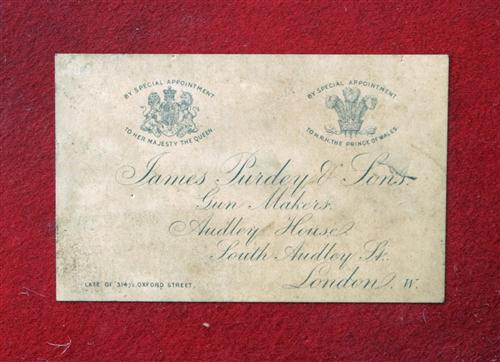 BY SPECIAL APPOINTMENT
TO HER MAJESTY THE QUEEN
BY SPECIAL APPOINTMENT
TO H.R.H. THE PRINCE OF WALES.
James Purdey & Sons.
Gun Makers.
Audley House
South Audley St.
London. W.
LATE OF 314½, OXFORD STREET.